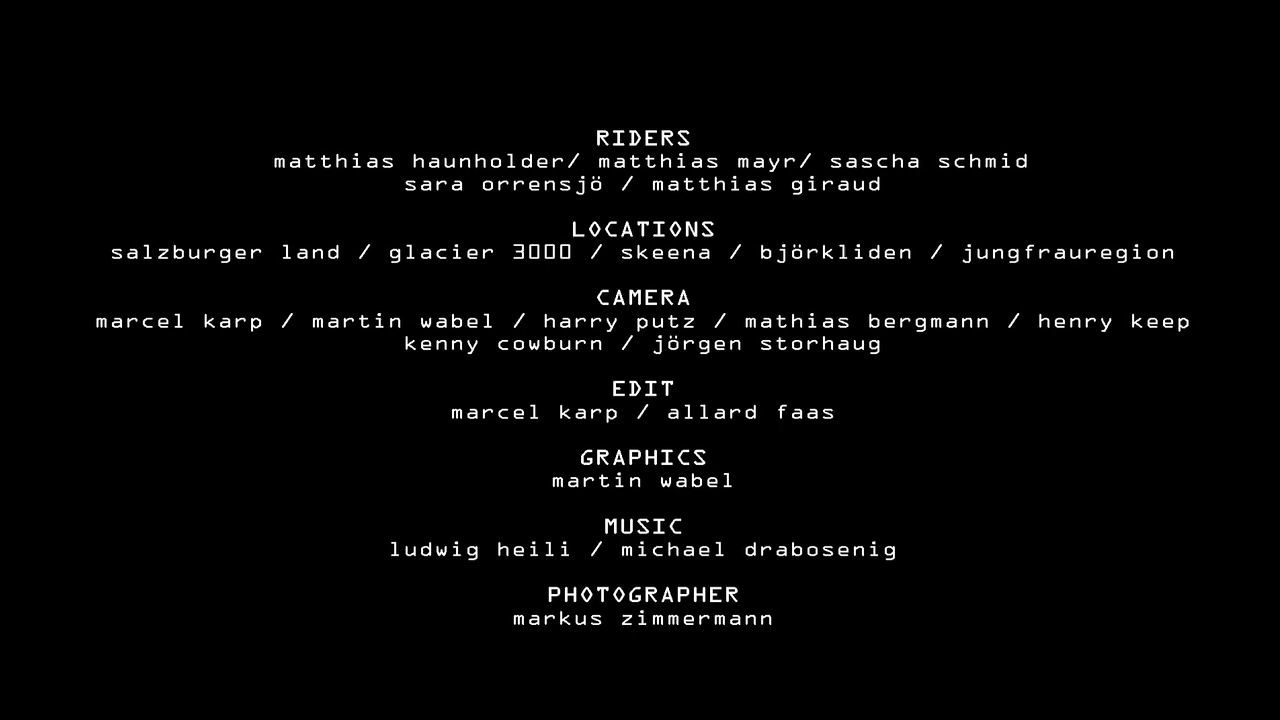 RIDERS
matthias haunholder/ matthias mayr/ sascha schmid
sara orrensjö / matthias giraud
LOCATIONS
salzburger land / glacier 3000 / skeena / björkliden / jungfrauregion
CAMERA
marcel karp / martin wabel / harry putz / mathias bergmann / henry keep
kenny cowburn / jörgen storhaug
EDIT
marcel karp / allard faas
GRAPHICS
martin wabel
MUSIC
ludwig heili / michael drabosenig
PHOTOGRAPHER
markus zimmermann